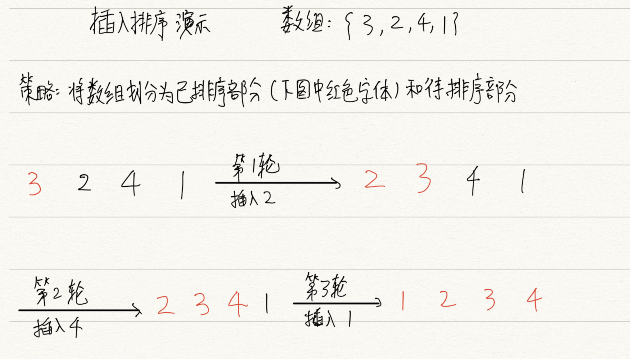 插入排序演示 数组: {3,2,4,1}
策略: 将数组划分为已排序部分(下图中红色字体)和待排序部分
3 2 4 1 第1轮 插入2 2 3 4 1
第2轮 插入4 2 3 4 1 第3轮 插入1 1 2 3 4